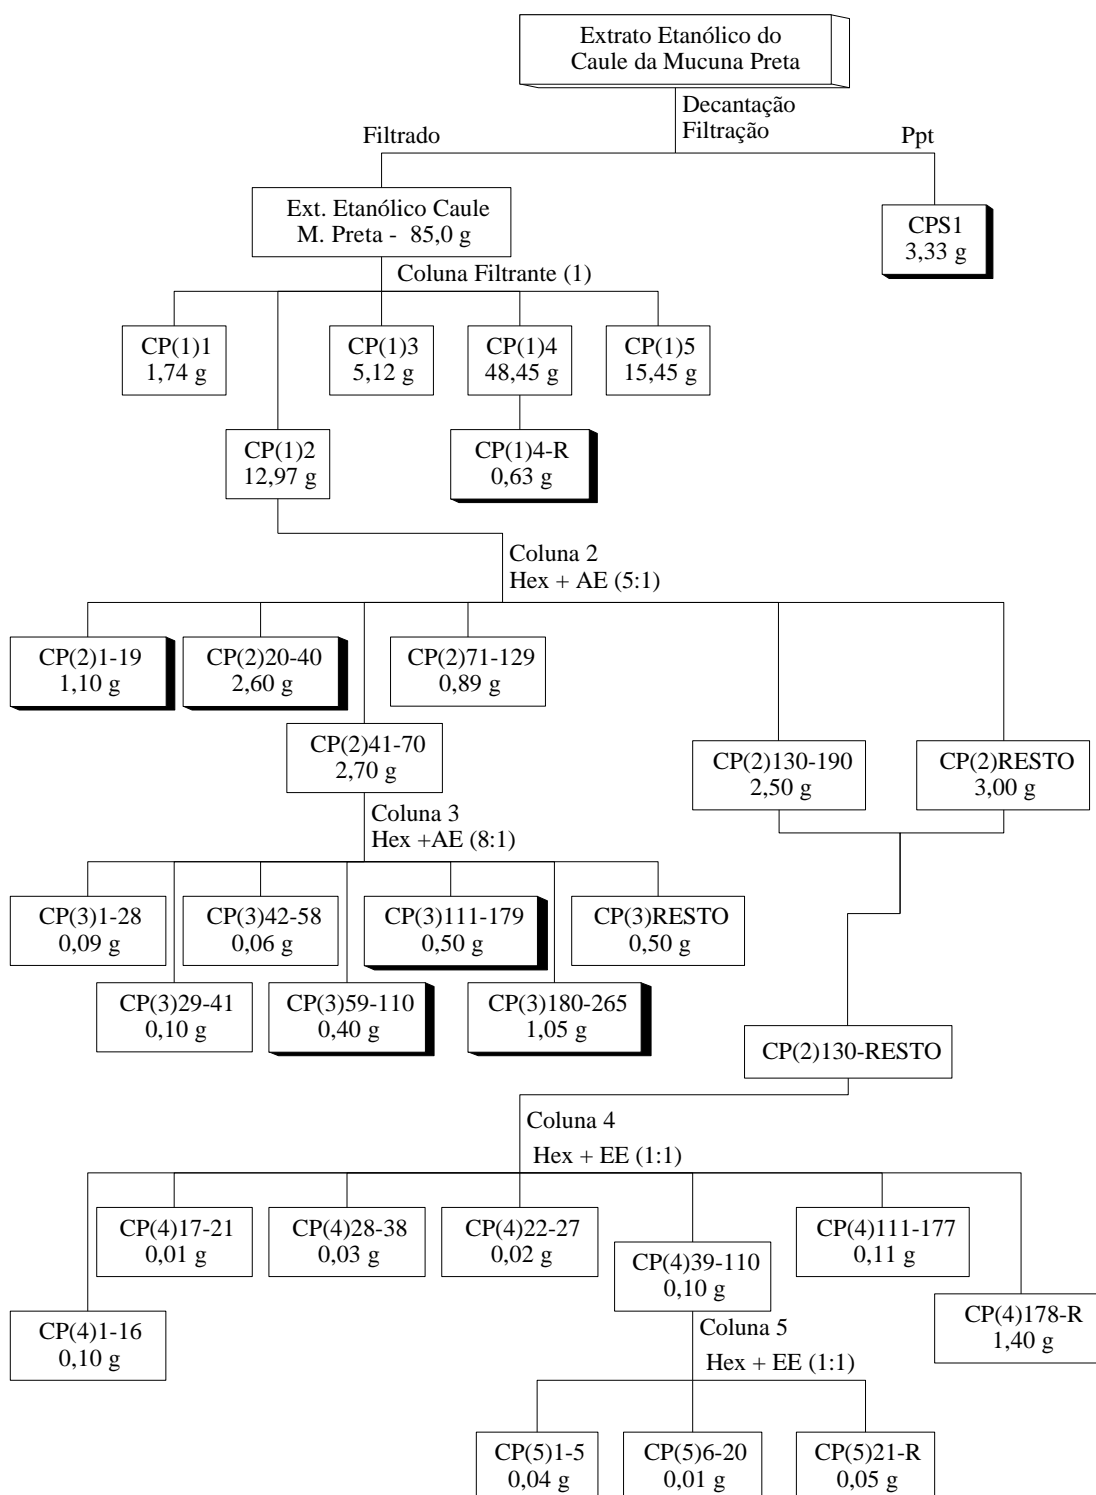 Extrato Etanólico do
Caule da Mucuna Preta
Decantação
Filtração
Filtrado
Ppt
Ext. Etanólico Caule
M. Preta - 85,0 g
CPS1
3,33 g
Coluna Filtrante (1)
CP(1)1
1,74 g
CP(1)3
5,12 g
CP(1)4
48,45 g
CP(1)5
15,45 g
CP(1)2
12,97 g
CP(1)4-R
0,63 g
Coluna 2
Hex + AE (5:1)
CP(2)1-19
1,10 g
CP(2)20-40
2,60 g
CP(2)71-129
0,89 g
CP(2)41-70
2,70 g
CP(2)130-190
2,50 g
CP(2)RESTO
3,00 g
Coluna 3
Hex +AE (8:1)
CP(3)1-28
0,09 g
CP(3)42-58
0,06 g
CP(3)111-179
0,50 g
CP(3)RESTO
0,50 g
CP(3)29-41
0,10 g
CP(3)59-110
0,40 g
CP(3)180-265
1,05 g
CP(2)130-RESTO
Coluna 4
Hex + EE (1:1)
CP(4)17-21
0,01 g
CP(4)28-38
0,03 g
CP(4)22-27
0,02 g
CP(4)39-110
0,10 g
CP(4)111-177
0,11 g
CP(4)1-16
0,10 g
CP(4)178-R
1,40 g
Coluna 5
Hex + EE (1:1)
CP(5)1-5
0,04 g
CP(5)6-20
0,01 g
CP(5)21-R
0,05 g